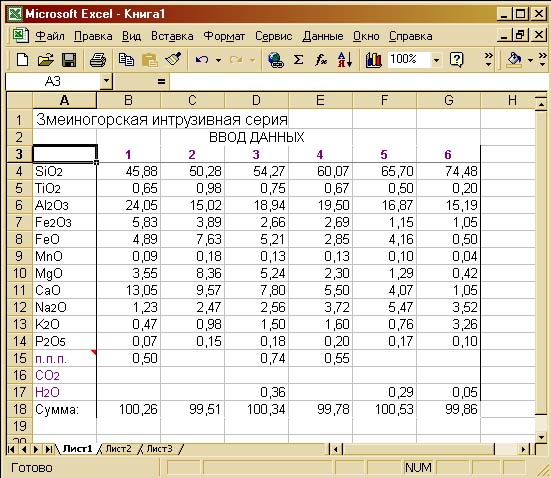 Microsoft Excel - Книга1
Файл Правка Вид Вставка Формат Сервис Данные Окно Справка
100%
A3 =
A B C D E F G H
1 Змеиногорская интрузивная серия
2 ВВОД ДАННЫХ
3 1 2 3 4 5 6
4 SiO2 45,88 50,28 54,27 60,07 65,70 74,48
5 TiO2 0,65 0,98 0,75 0,67 0,50 0,20
6 Al2O3 24,05 15,02 18,94 19,50 16,87 15,19
7 Fe2O3 5,83 3,89 2,66 2,69 1,15 1,05
8 FeO 4,89 7,63 5,21 2,85 4,16 0,50
9 MnO 0,09 0,18 0,13 0,13 0,10 0,04
10 MgO 3,55 8,36 5,24 2,30 1,29 0,42
11 CaO 13,05 9,57 7,80 5,50 4,07 1,05
12 Na2O 1,23 2,47 2,56 3,72 5,47 3,52
13 K2O 0,47 0,98 1,50 1,60 0,76 3,26
14 P2O5 0,07 0,15 0,18 0,20 0,17 0,10
15 п.п.п. 0,50 0,74 0,55
16 CO2
17 H2O 0,36 0,29 0,05
18 Сумма: 100,26 99,51 100,34 99,78 100,53 99,86
19
Лист1 Лист2 Лист3
Готово NUM